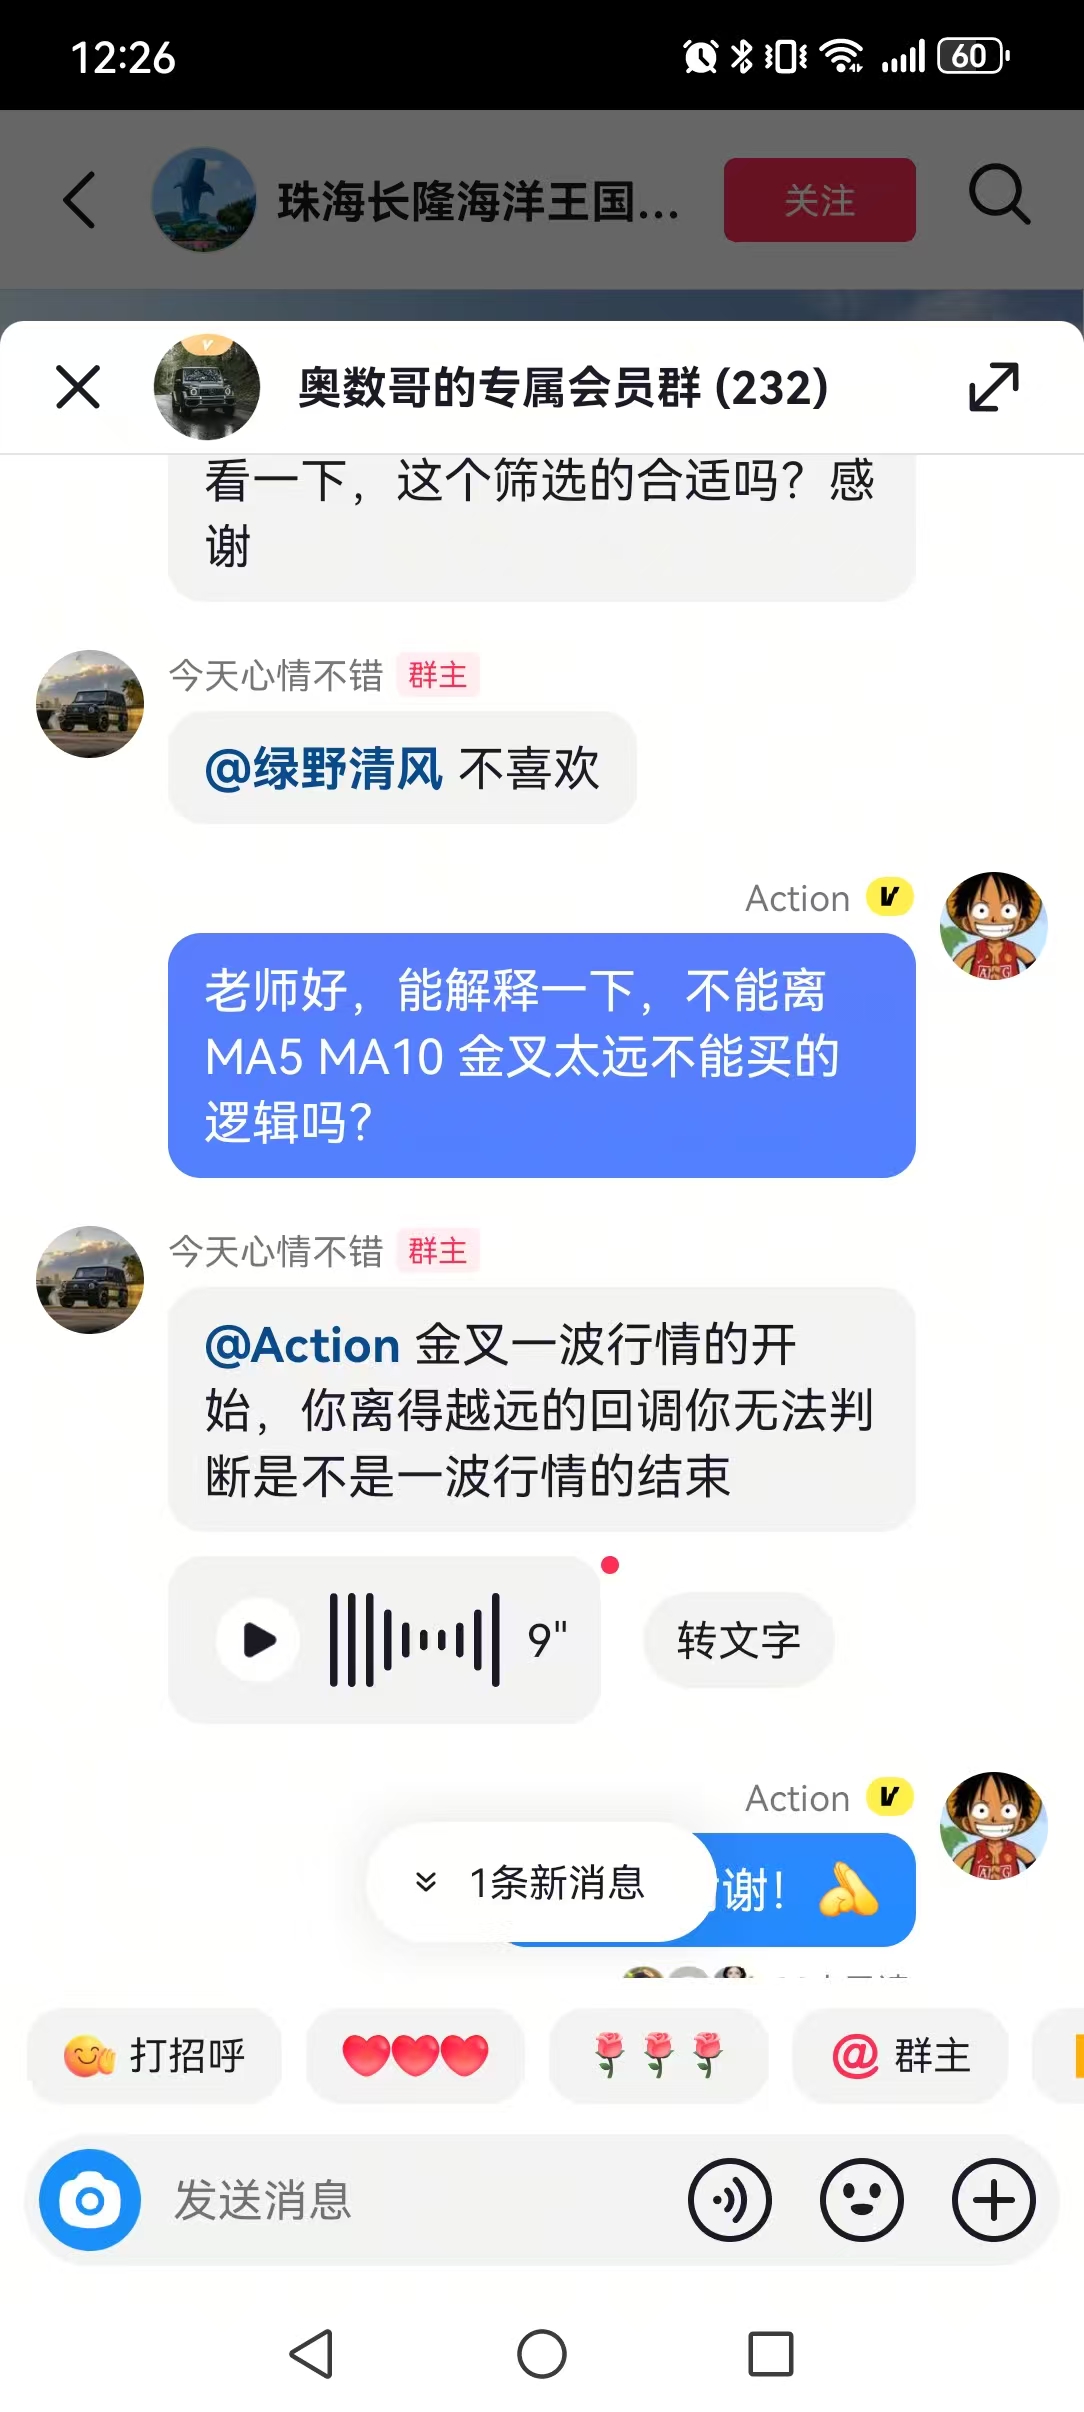 12:26
60
珠海长隆海洋王国...
关注
奥数哥的专属会员群 (232)
看一下，这个筛选的合适吗？感
谢
今天心情不错 群主
@绿野清风 不喜欢
Action
老师好，能解释一下，不能离
MA5 MA10 金叉太远不能买的
逻辑吗？
今天心情不错 群主
@Action 金叉一波行情的开
始，你离得越远的回调你无法判
断是不是一波行情的结束
9"
转文字
Action
1条新消息
谢！
打招呼
@ 群主
发送消息